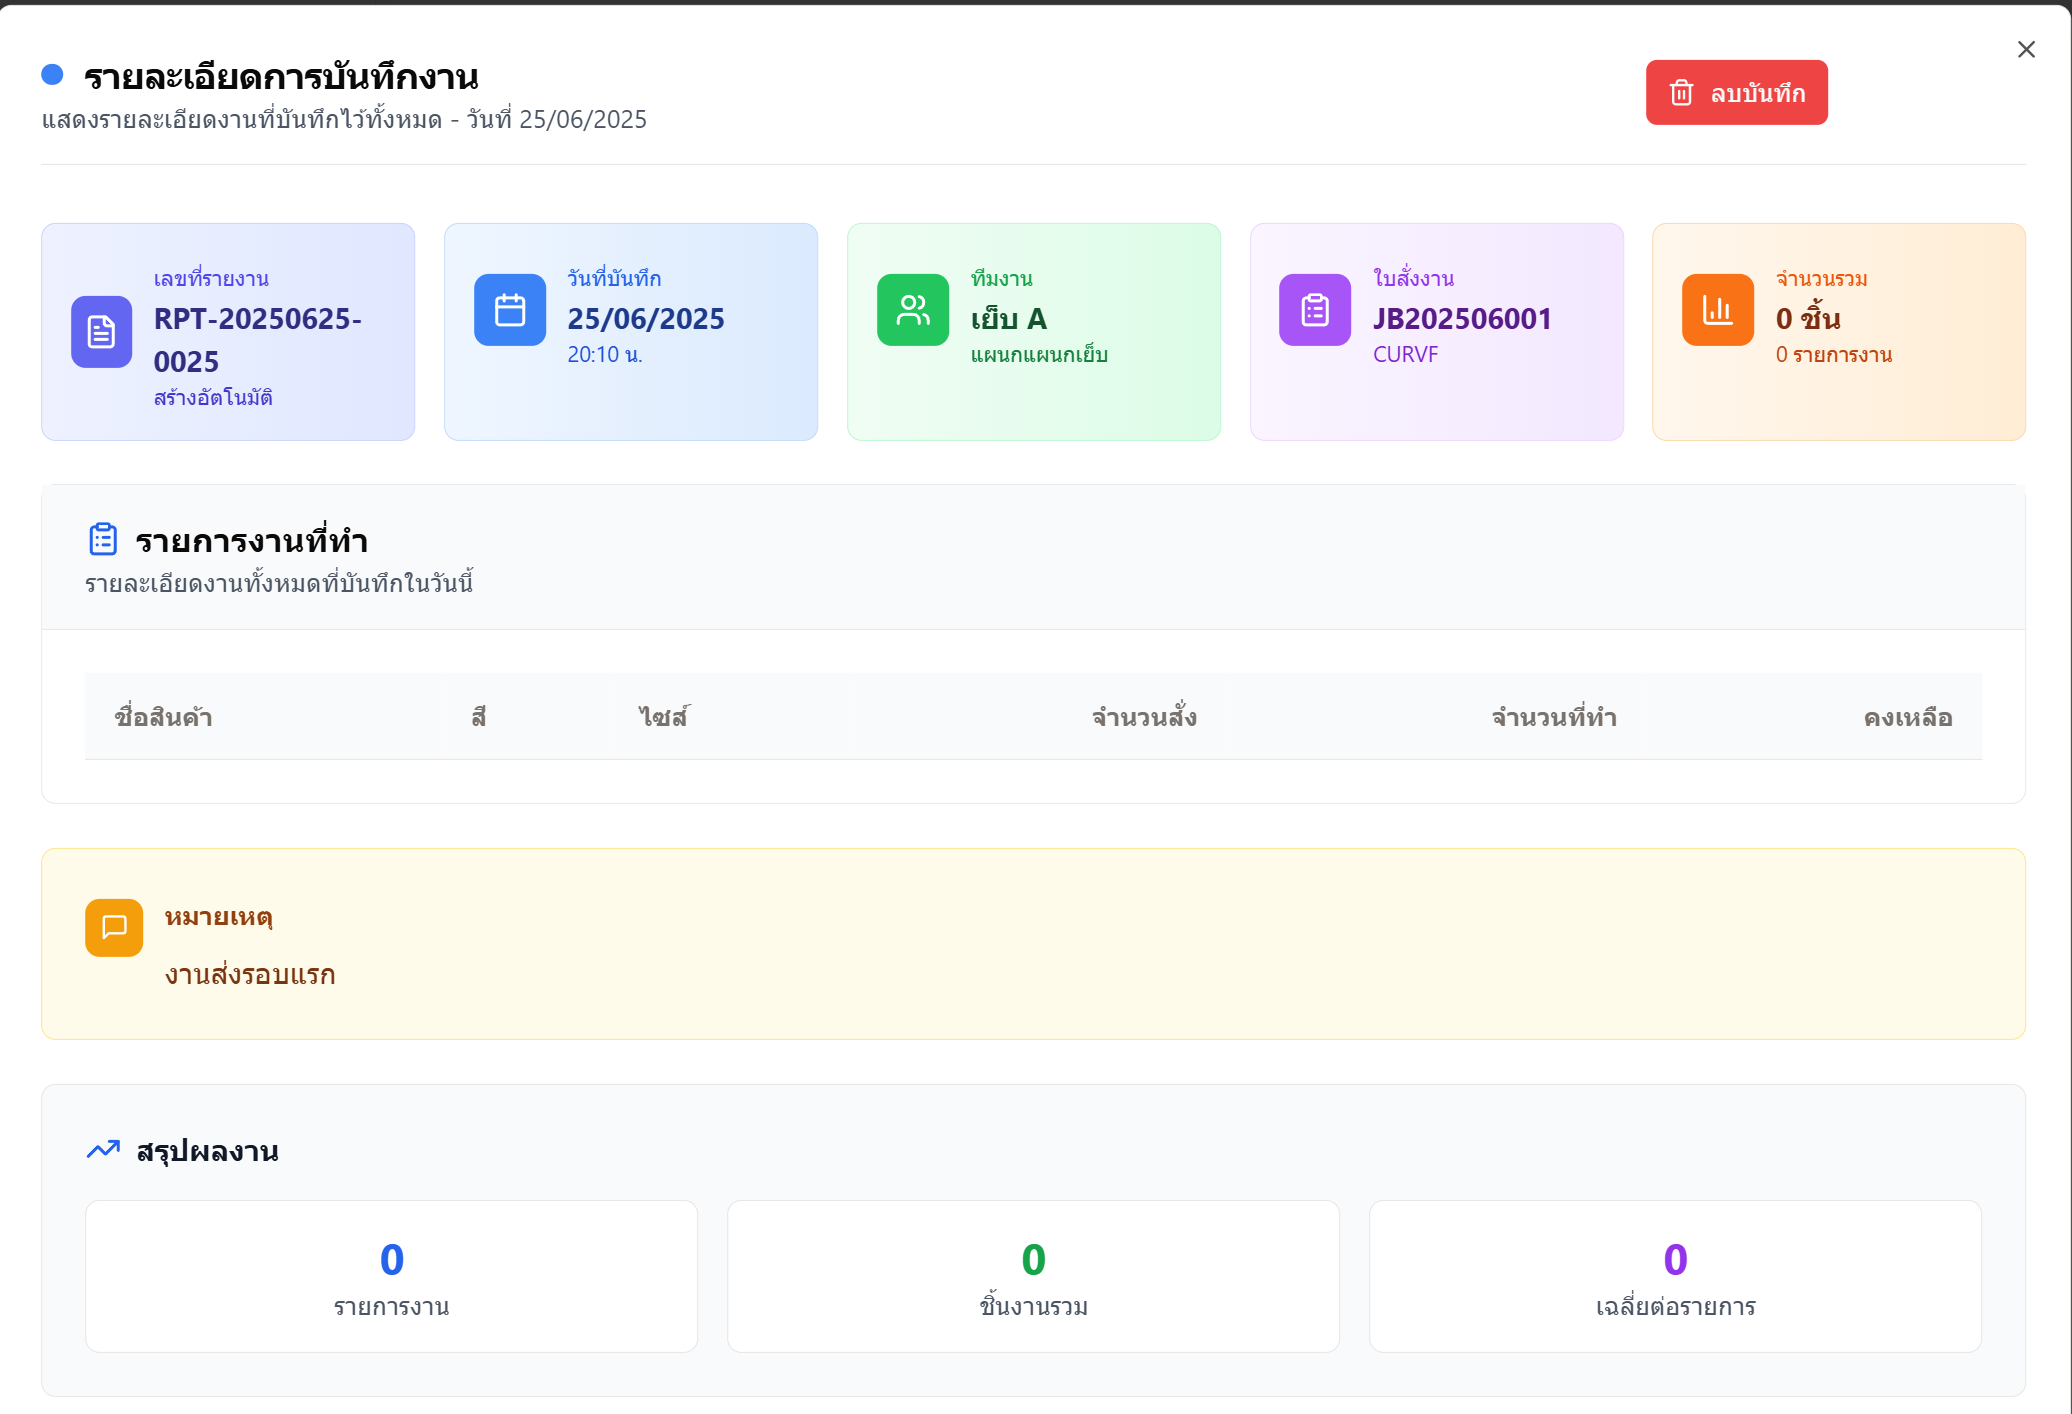 รายละเอียดการบันทึกงาน
แสดงรายละเอียดงานที่บันทึกไว้ทั้งหมด - วันที่ 25/06/2025
ลบบันทึก
เลขที่รายงาน
RPT-20250625-
0025
สร้างอัตโนมัติ
วันที่บันทึก
25/06/2025
20:10 น.
ทีมงาน
เย็บ A
แผนกแผนกเย็บ
ใบสั่งงาน
JB202506001
CURVF
จำนวนรวม
0 ชิ้น
0 รายการงาน
รายการงานที่ทำ
รายละเอียดงานทั้งหมดที่บันทึกในวันนี้
ชื่อสินค้า สี ไซส์ จำนวนสั่ง จำนวนที่ทำ คงเหลือ
หมายเหตุ
งานส่งรอบแรก
สรุปผลงาน
0
รายการงาน
0
ชิ้นงานรวม
0
เฉลี่ยต่อรายการ